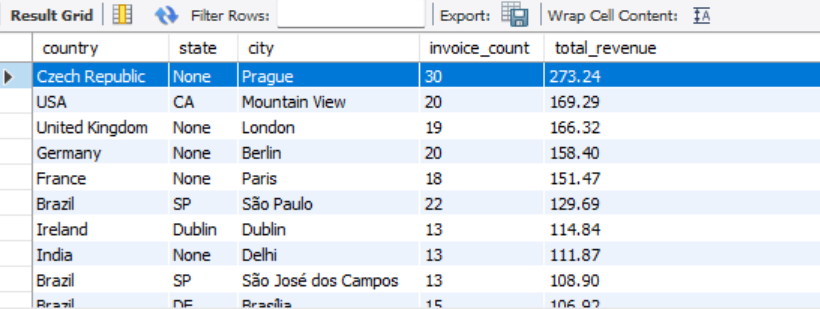 Result Grid Filter Rows: Export: Wrap Cell Content:
country state city invoice_count total_revenue
Czech Republic None Prague 30 273.24
USA CA Mountain View 20 169.29
United Kingdom None London 19 166.32
Germany None Berlin 20 158.40
France None Paris 18 151.47
Brazil SP São Paulo 22 129.69
Ireland Dublin Dublin 13 114.84
India None Delhi 13 111.87
Brazil SP São José dos Campos 13 108.90
Brazil DF Brasília 15 106.92